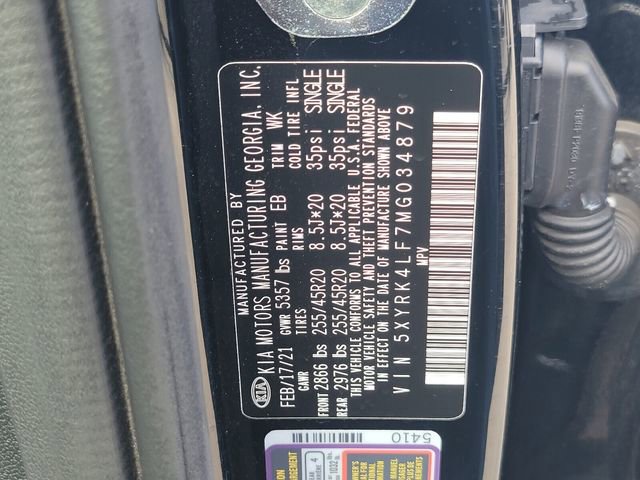 MANUFACTURED BY
KIA KIA MOTORS MANUFACTURING GEORGIA, INC.
FEB/17/21 GVWR 5357 lbs PAINT EB TRIM WK
GAWR TIRES RIMS COLD TIRE INFL
FRONT 2866 lbs 255/45R20 8.5J*20 35psi SINGLE
REAR 2976 lbs 255/45R20 8.5J*20 35psi SINGLE
THIS VEHICLE CONFORMS TO ALL APPLICABLE U.S.A. FEDERAL
MOTOR VEHICLE SAFETY AND THEFT PREVENTION STANDARDS
IN EFFECT ON THE DATE OF MANUFACTURE SHOWN ABOVE
VIN 5XYRK4LF7MG034879
MPV
5410